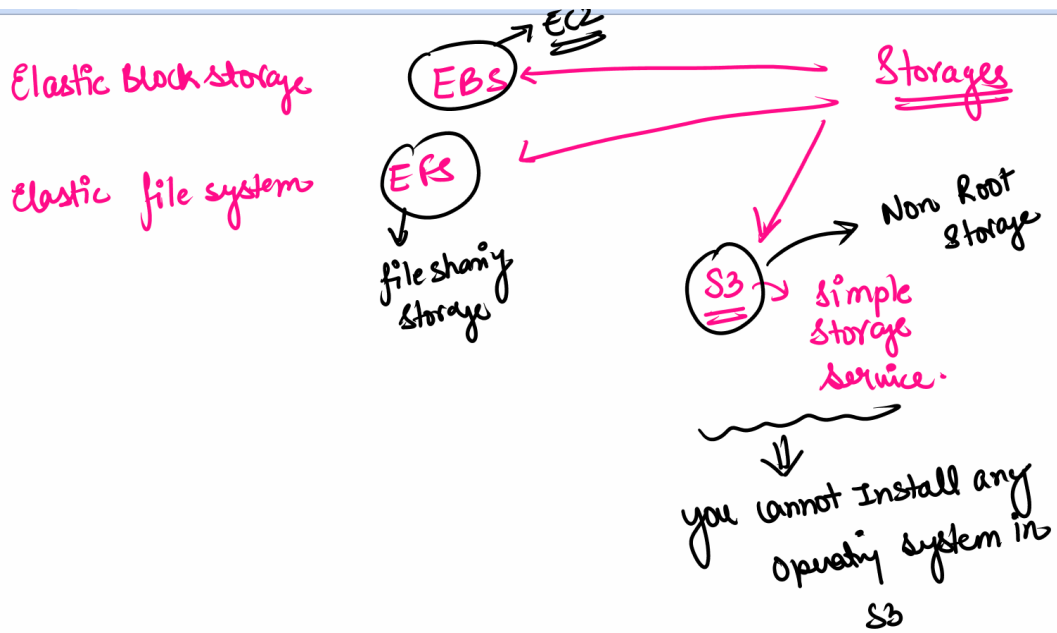 EC2
Elastic Block storage
EBS
Storages
Elastic file system
EFS
file sharing
storage
Non Root
Storage
S3
simple
storage
service.
you cannot Install any
operating system in
S3